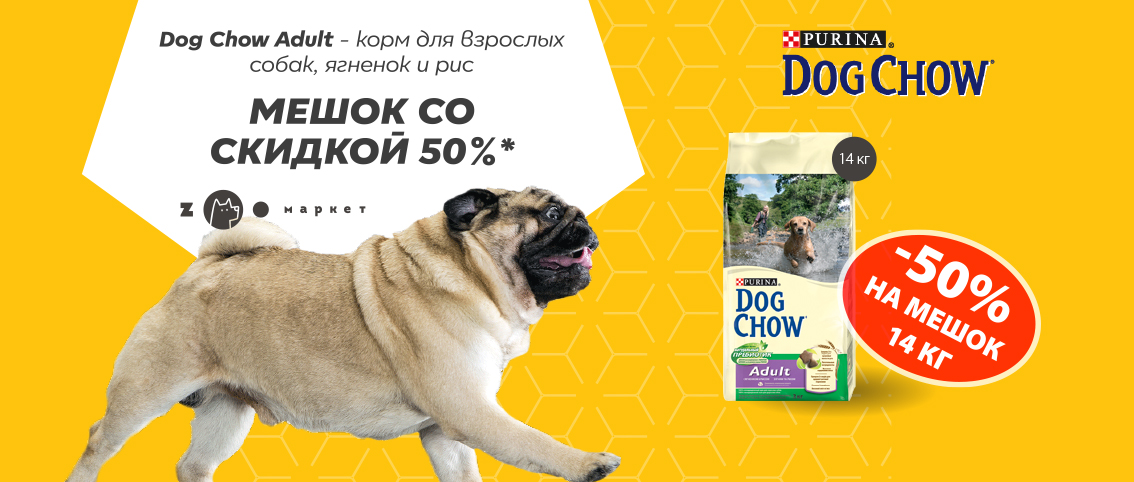 Dog Chow Adult - корм для взрослых
собак, ягненок и рис
МЕШОК СО
СКИДКОЙ 50%*
Z маркет
PURINA®
DOG CHOW®
14 кг
PURINA
DOG
CHOW
ПРЕБИОТИК
Adult
-50%
НА МЕШОК
14 КГ